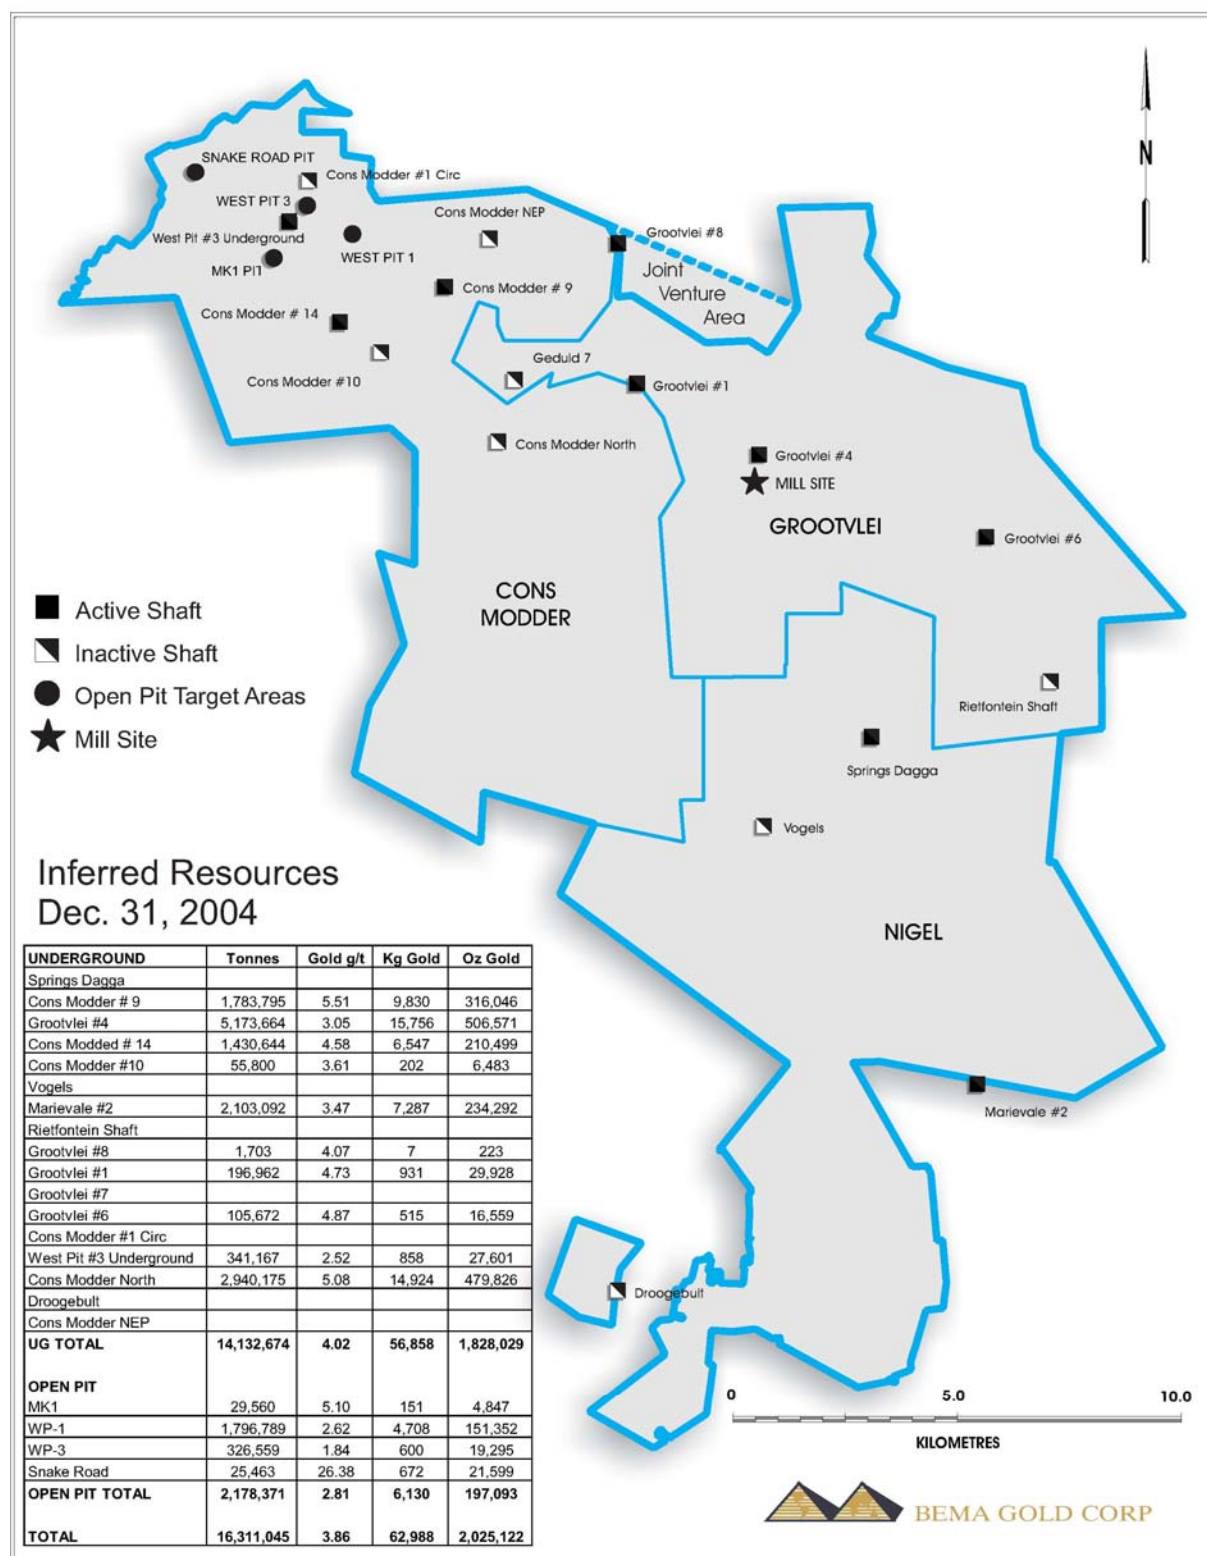 N
SNAKE ROAD PIT
Cons Modder #1 Circ
WEST PIT 3
West Pit #3 Underground
WEST PIT 1
MK1 PIT
Cons Modder NEP
Grootvlei #8
Joint
Venture
Area
Cons Modder # 9
Cons Modder # 14
Cons Modder #10
Geduld 7
Grootvlei #1
Cons Modder North
Grootvlei #4
MILL SITE
GROOTVLEI
Grootvlei #6
CONS
MODDER
Active Shaft
Inactive Shaft
Open Pit Target Areas
Mill Site
Rietfontein Shaft
Springs Dagga
Vogels
NIGEL
Marievale #2
Droogebult
Inferred Resources
Dec. 31, 2004
UNDERGROUND Tonnes Gold g/t Kg Gold Oz Gold
Springs Dagga
Cons Modder # 9 1,783,795 5.51 9,830 316,046
Grootvlei #4 5,173,664 3.05 15,756 506,571
Cons Modded # 14 1,430,644 4.58 6,547 210,499
Cons Modder #10 55,800 3.61 202 6,483
Vogels
Marievale #2 2,103,092 3.47 7,287 234,292
Rietfontein Shaft
Grootvlei #8 1,703 4.07 7 223
Grootvlei #1 196,962 4.73 931 29,928
Grootvlei #7
Grootvlei #6 105,672 4.87 515 16,559
Cons Modder #1 Circ
West Pit #3 Underground 341,167 2.52 858 27,601
Cons Modder North 2,940,175 5.08 14,924 479,826
Droogebult
Cons Modder NEP
UG TOTAL 14,132,674 4.02 56,858 1,828,029
OPEN PIT
MK1 29,560 5.10 151 4,847
WP-1 1,796,789 2.62 4,708 151,352
WP-3 326,559 1.84 600 19,295
Snake Road 25,463 26.38 672 21,599
OPEN PIT TOTAL 2,178,371 2.81 6,130 197,093
TOTAL 16,311,045 3.86 62,988 2,025,122
0 5.0 10.0
KILOMETRES
BEMA GOLD CORP